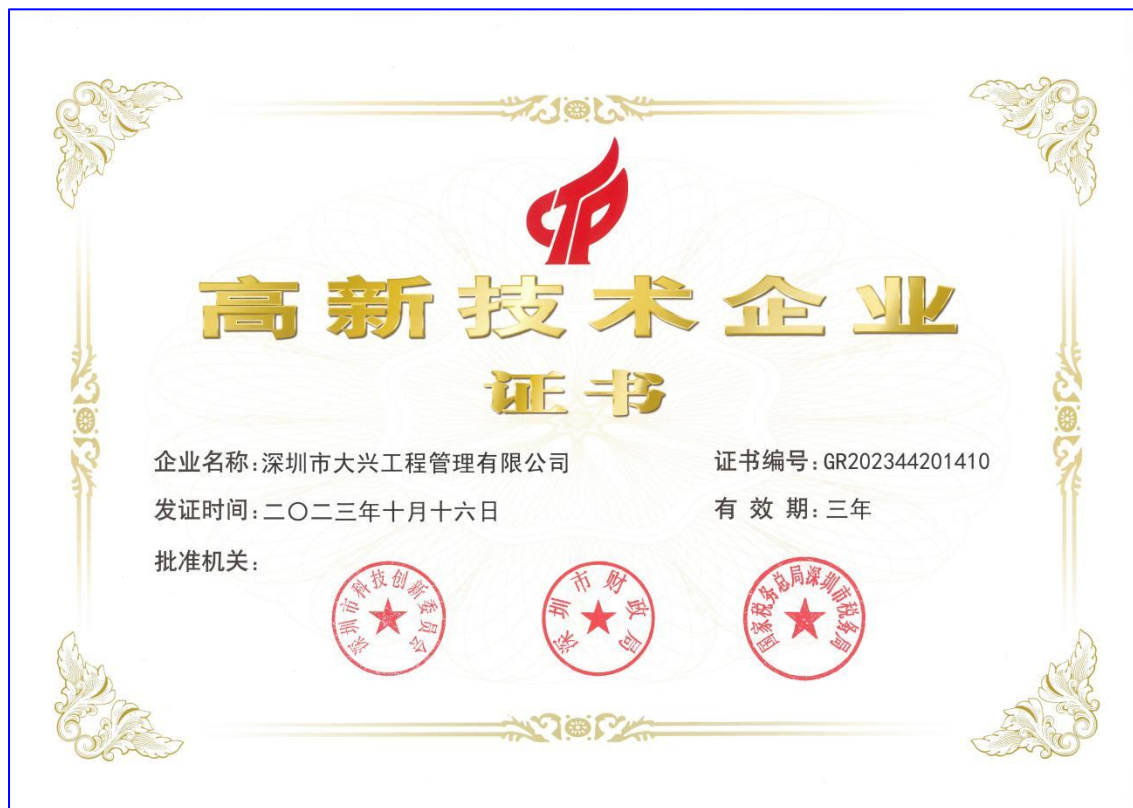 CTP
高新技术企业
证书
企业名称:深圳市大兴工程管理有限公司
证书编号:GR202344201410
发证时间:二〇二三年十月十六日
有效期:三年
批准机关:
深圳市科技创新委员会
深圳市财政局
国家税务总局深圳市税务局